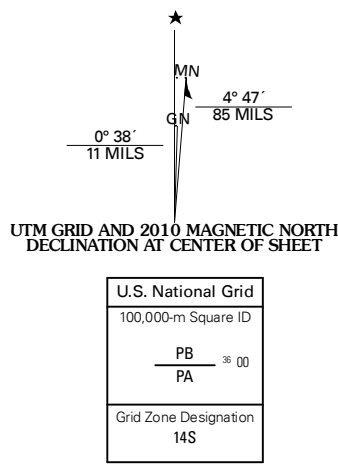 ★
MN
4° 47´
85 MILS
GN
0° 38´
11 MILS
UTM GRID AND 2010 MAGNETIC NORTH
DECLINATION AT CENTER OF SHEET
U.S. National Grid
100,000-m Square ID
PB
36 00
PA
Grid Zone Designation
14S